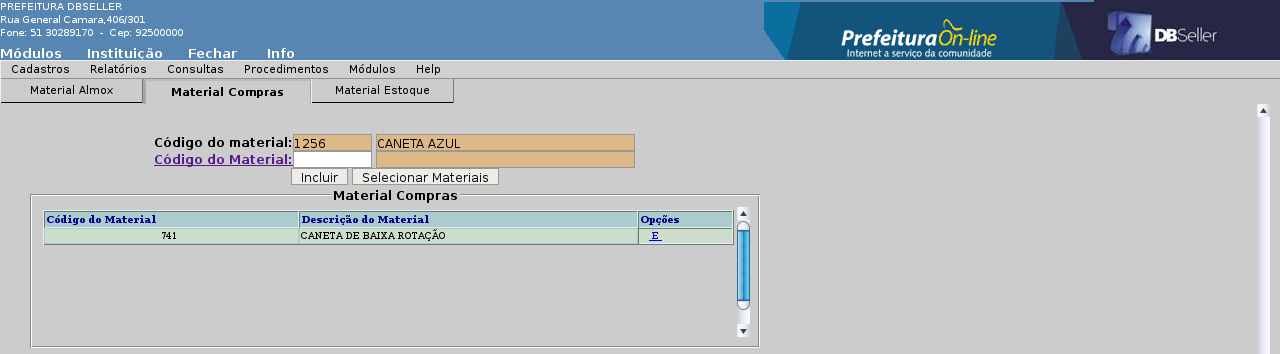 PREFEITURA DBSELLER
Rua General Camara,406/301
Fone: 51 30289170 - Cep: 92500000
Módulos Instituição Fechar Info
Prefeitura On-line
Internet a serviço da comunidade
DBSeller
Cadastros Relatórios Consultas Procedimentos Módulos Help
Material Almox Material Compras Material Estoque
Código do material: 1256 CANETA AZUL
Código do Material:
Incluir Selecionar Materiais
Material Compras
Código do Material Descrição do Material Opções
741 CANETA DE BAIXA ROTAÇÃO E